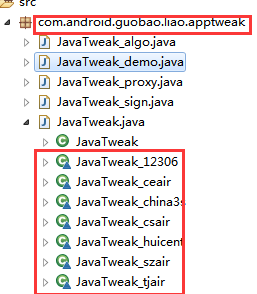 src
com.android.guobao.liao.apptweak
JavaTweak_algo.java
JavaTweak_demo.java
JavaTweak_proxy.java
JavaTweak_sign.java
JavaTweak.java
JavaTweak
JavaTweak_12306
JavaTweak_ceair
JavaTweak_china3
JavaTweak_csair
JavaTweak_huicent
JavaTweak_szair
JavaTweak_tjair